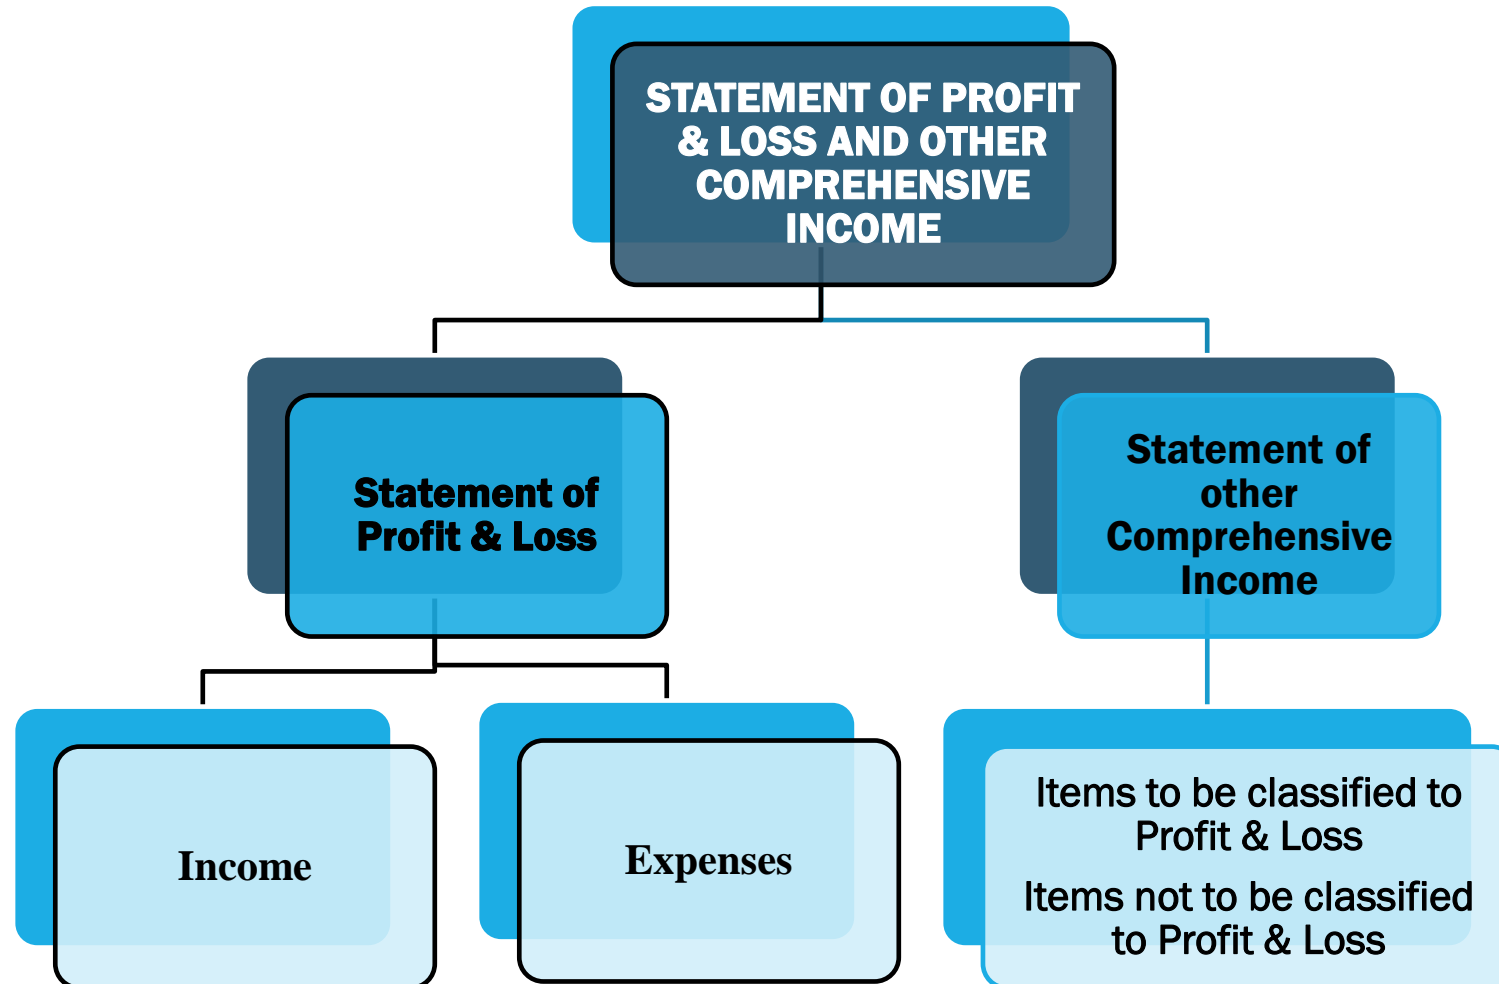 STATEMENT OF PROFIT
& LOSS AND OTHER
COMPREHENSIVE
INCOME
Statement of
Profit & Loss
Statement of
other
Comprehensive
Income
Income
Expenses
Items to be classified to
Profit & Loss
Items not to be classified
to Profit & Loss